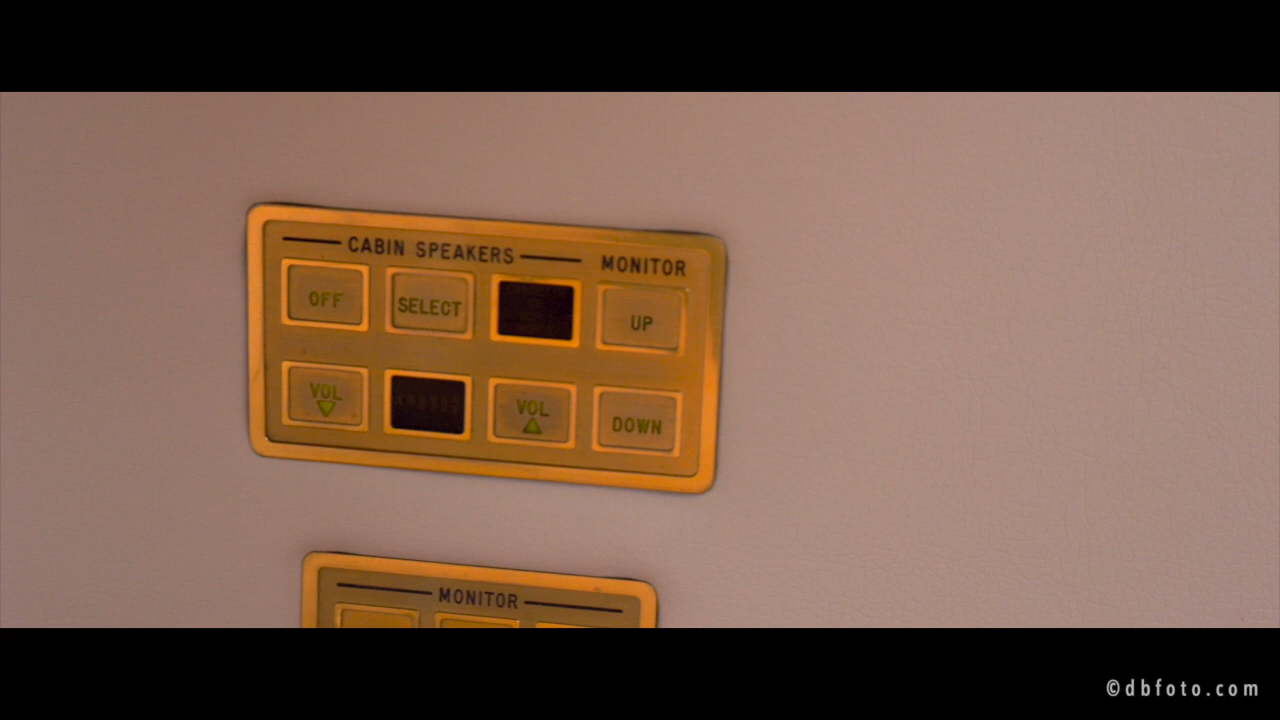 CABIN SPEAKERS MONITOR
OFF SELECT UP
VOL VOL DOWN
MONITOR
©dbfoto.com